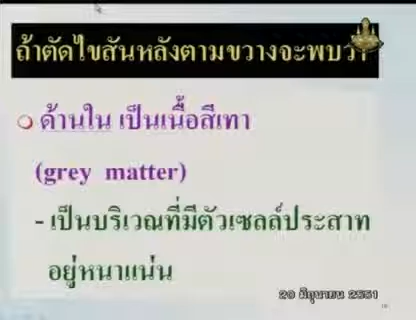 ถ้าตัดไขสันหลังตามขวางจะพบว่า
ด้านใน เป็นเนื้อสีเทา
(grey matter)
- เป็นบริเวณที่มีตัวเซลล์ประสาท
อยู่หนาแน่น
20 มิถุนายน 2551